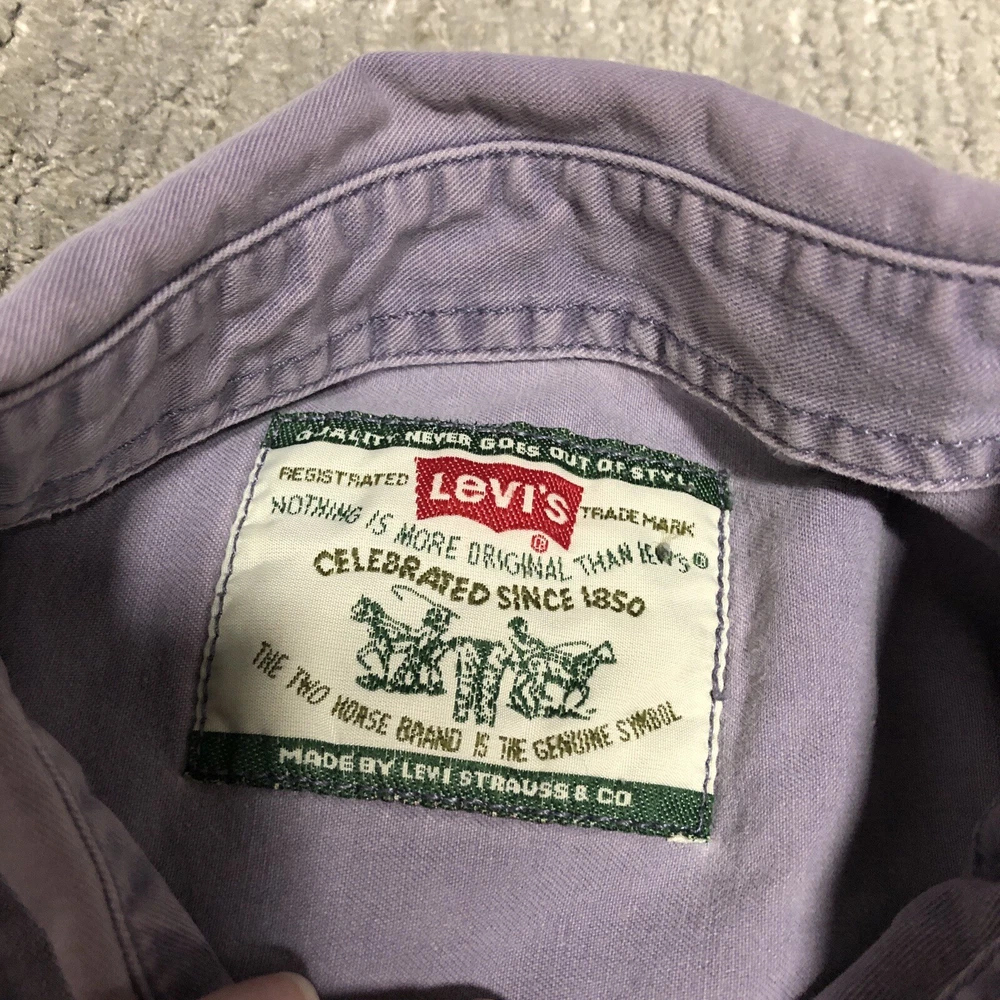 QUALITY NEVER GOES OUT OF STYLE
REGISTRATED LEVI'S TRADE MARK
®
NOTHING IS MORE ORIGINAL THAN LEVI'S®
CELEBRATED SINCE 1850
THE TWO HORSE BRAND IS THE GENUINE SYMBOL
MADE BY LEVI STRAUSS & CO